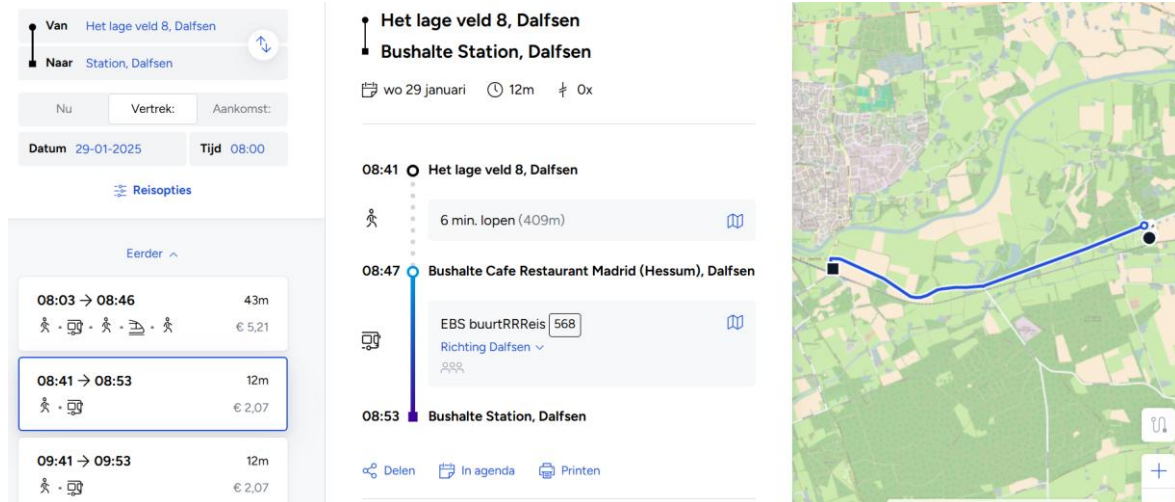 Van Het lage veld 8, Dalfsen
Naar Station, Dalfsen
Nu Vertrek: Aankomst:
Datum 29-01-2025 Tijd 08:00
Reisopties
Eerder
08:03 → 08:46 43m
€ 5,21
08:41 → 08:53 12m
€ 2,07
09:41 → 09:53 12m
€ 2,07
Het lage veld 8, Dalfsen
Bushalte Station, Dalfsen
wo 29 januari 12m 0x
08:41 Het lage veld 8, Dalfsen
6 min. lopen (409m)
08:47 Bushalte Cafe Restaurant Madrid (Hessum), Dalfsen
EBS buurtRRReis 568
Richting Dalfsen
08:53 Bushalte Station, Dalfsen
Delen In agenda Printen